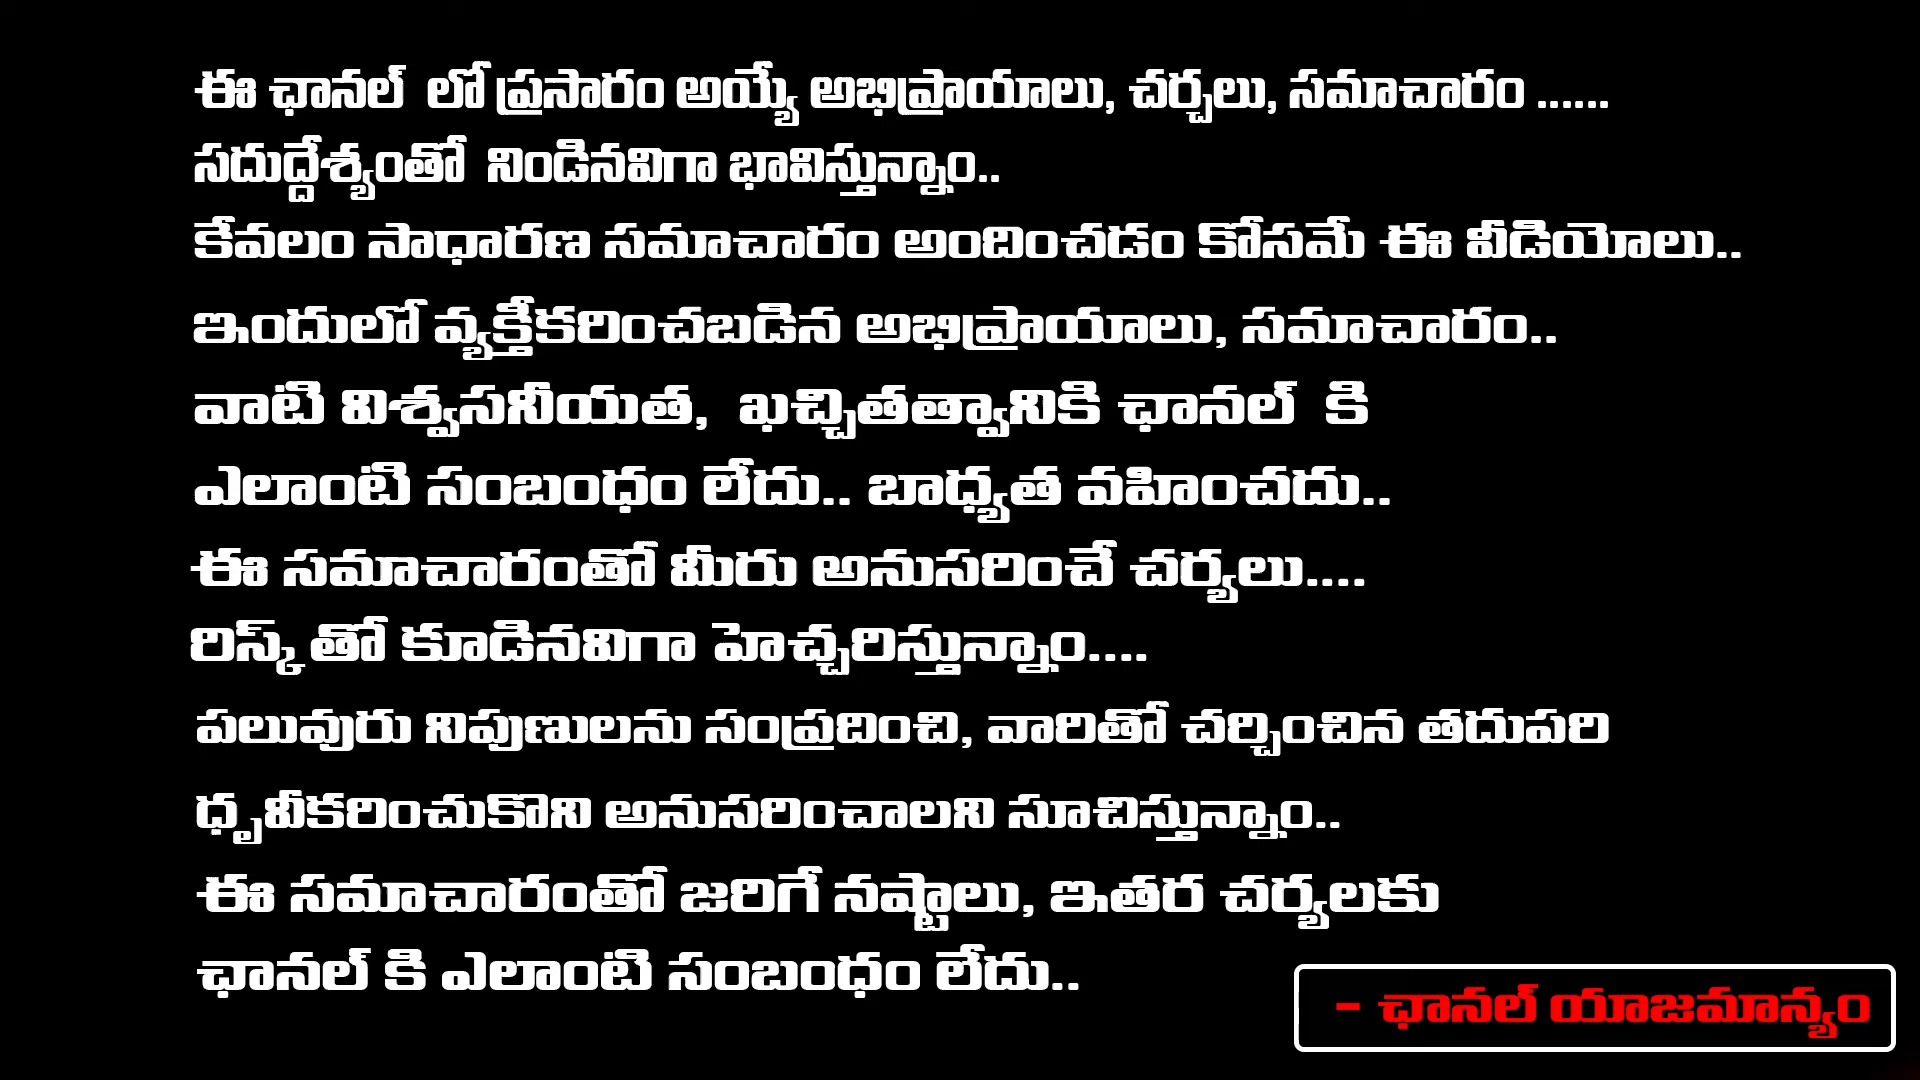 ఈ ఛానల్ లో ప్రసారం అయ్యే అభిప్రాయాలు, చర్చలు, సమాచారం ......
సదుద్దేశ్యంతో నిండినవిగా భావిస్తున్నాం..
కేవలం సాధారణ సమాచారం అందించడం కోసమే ఈ వీడియోలు..
ఇందులో వ్యక్తీకరించబడిన అభిప్రాయాలు, సమాచారం..
వాటి విశ్వసనీయత, ఖచ్చితత్వానికి ఛానల్ కి
ఎలాంటి సంబంధం లేదు.. బాధ్యత వహించదు..
ఈ సమాచారంతో మీరు అనుసరించే చర్యలు....
రిస్క్ తో కూడినవిగా హెచ్చరిస్తున్నాం....
పలువురు నిపుణులను సంప్రదించి, వారితో చర్చించిన తదుపరి
ధృవీకరించుకొని అనుసరించాలని సూచిస్తున్నాం..
ఈ సమాచారంతో జరిగే నష్టాలు, ఇతర చర్యలకు
ఛానల్ కి ఎలాంటి సంబంధం లేదు..
- ఛానల్ యాజమాన్యం